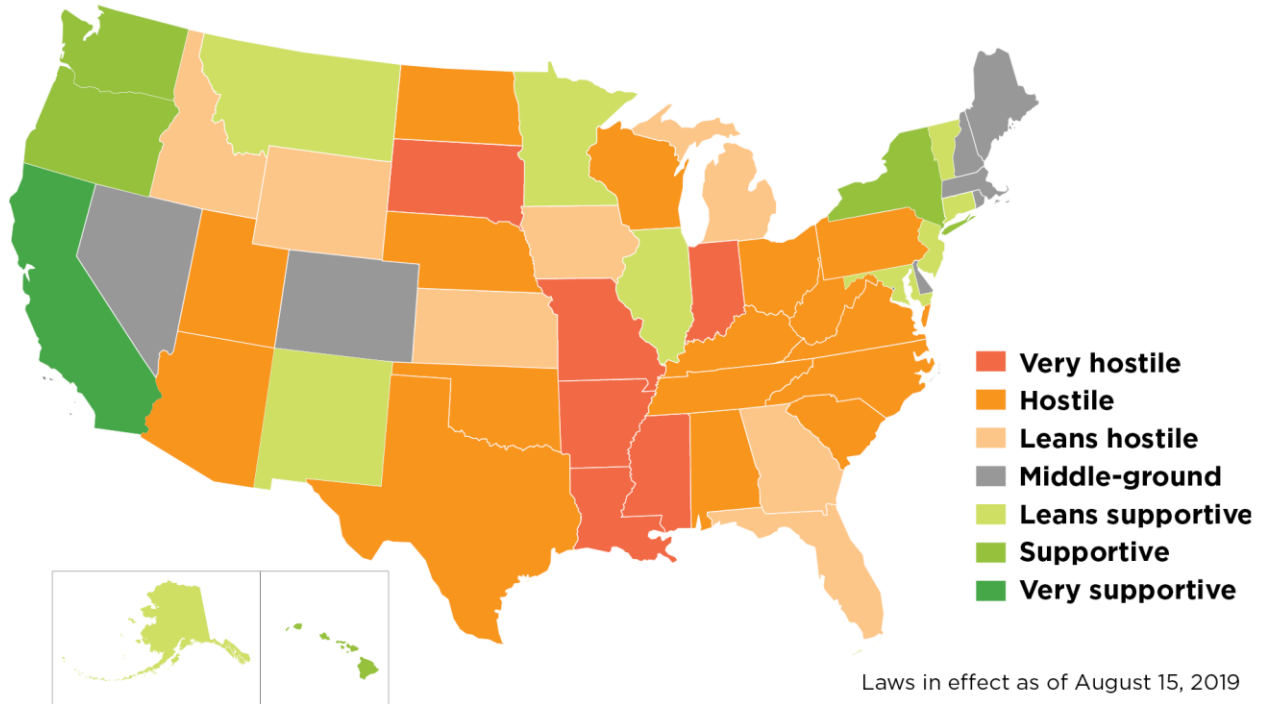 Very hostile
Hostile
Leans hostile
Middle-ground
Leans supportive
Supportive
Very supportive
Laws in effect as of August 15, 2019